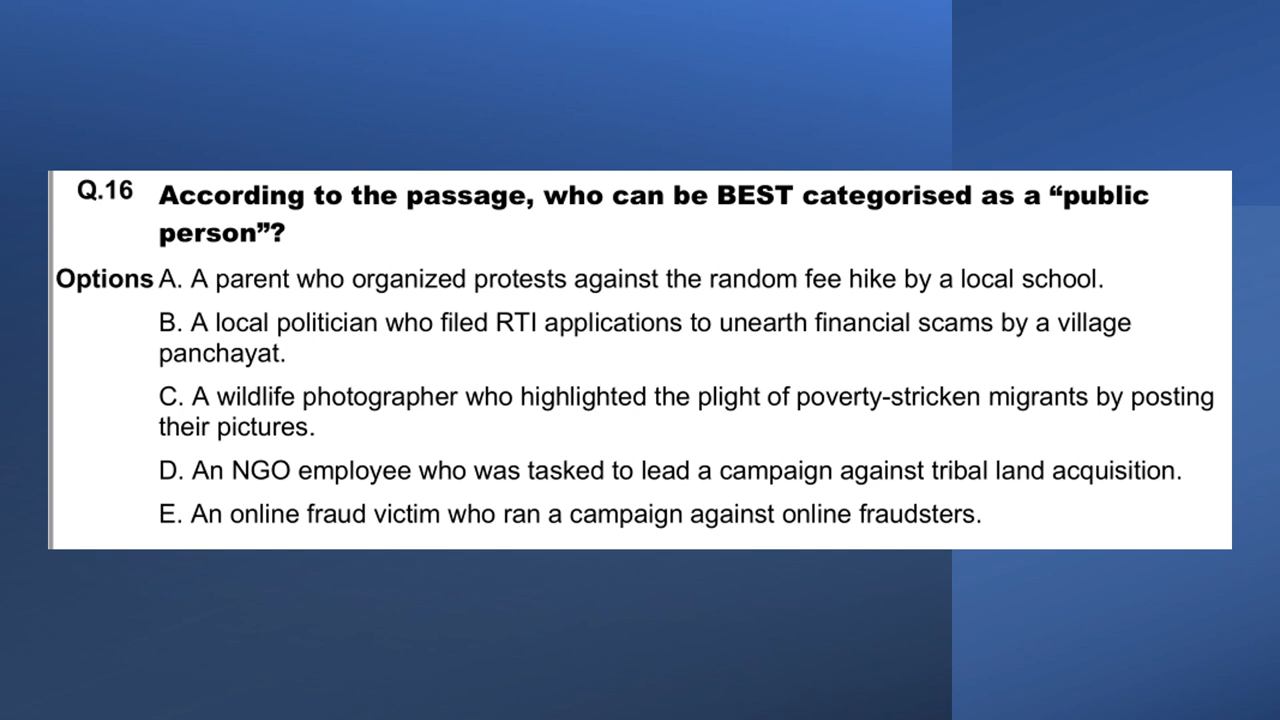 Q.16 According to the passage, who can be BEST categorised as a “public
person”?
Options A. A parent who organized protests against the random fee hike by a local school.
B. A local politician who filed RTI applications to unearth financial scams by a village
panchayat.
C. A wildlife photographer who highlighted the plight of poverty-stricken migrants by posting
their pictures.
D. An NGO employee who was tasked to lead a campaign against tribal land acquisition.
E. An online fraud victim who ran a campaign against online fraudsters.